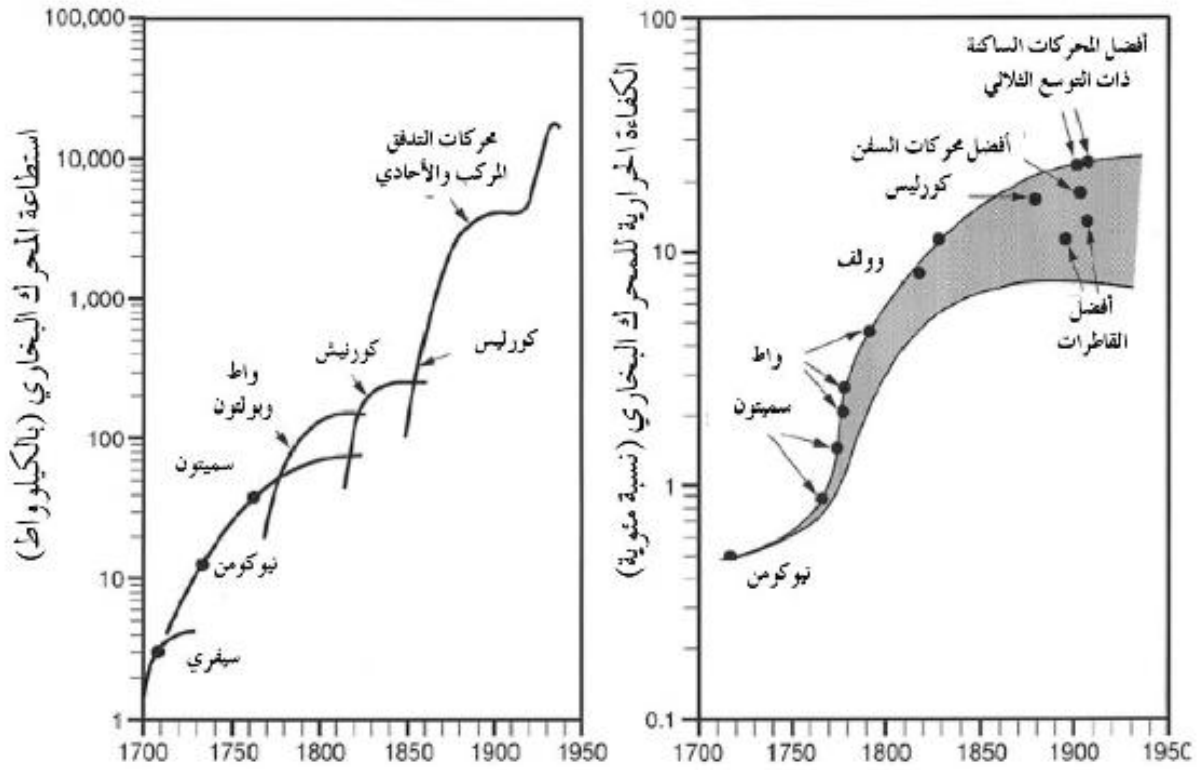 استطاعة المحرك البخاري (بالكيلوواط)
100,000
10,000
1,000
100
10
1
محركات التدفق
المركب والأحادي
كورليس
كورنيش
واط
وبولتون
سميتون
نيوكومن
سيفري
1700 1750 1800 1850 1900 1950
الكفاءة الحرارية للمحرك البخاري (نسبة مئوية)
100
10
1
0.1
أفضل المحركات الساكنة
ذات التوسع الثلاثي
أفضل محركات السفن
كورليس
وولف
أفضل
القاطرات
واط
سميتون
نيوكومن
1700 1750 1800 1850 1900 1950